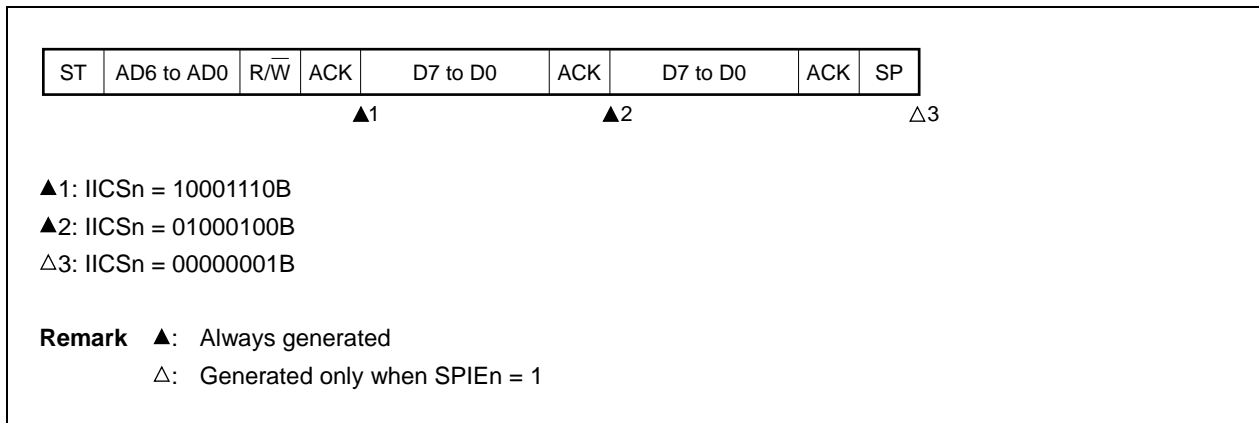 ST AD6 to AD0 R/W̅ ACK D7 to D0 ACK D7 to D0 ACK SP
▲1 ▲2 △3
▲1: IICSn = 10001110B
▲2: IICSn = 01000100B
△3: IICSn = 00000001B
Remark ▲: Always generated
△: Generated only when SPIEn = 1